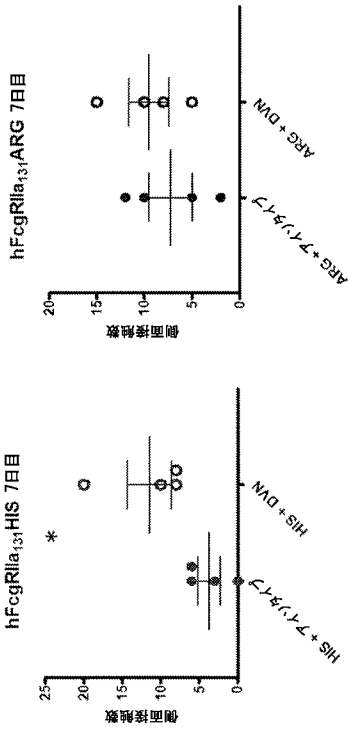 hFcgRIIa131HIS 7日目
側面接触数
25
20
15
10
5
0
*
HIS + アイソタイプ
HIS + DVN
hFcgRIIa131ARG 7日目
側面接触数
20
15
10
5
0
ARG + アイソタイプ
ARG + DVN